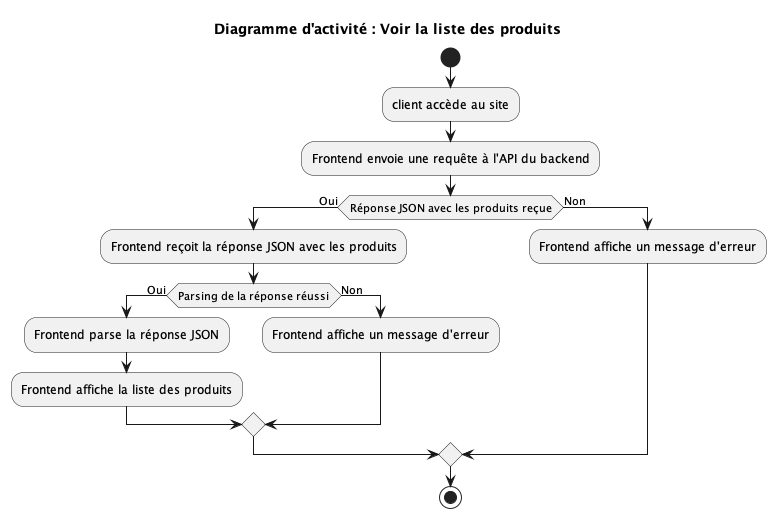 Diagramme d'activité : Voir la liste des produits
client accède au site
Frontend envoie une requête à l'API du backend
Oui
Réponse JSON avec les produits reçue
Non
Frontend reçoit la réponse JSON avec les produits
Frontend affiche un message d'erreur
Oui
Parsing de la réponse réussi
Non
Frontend parse la réponse JSON
Frontend affiche un message d'erreur
Frontend affiche la liste des produits